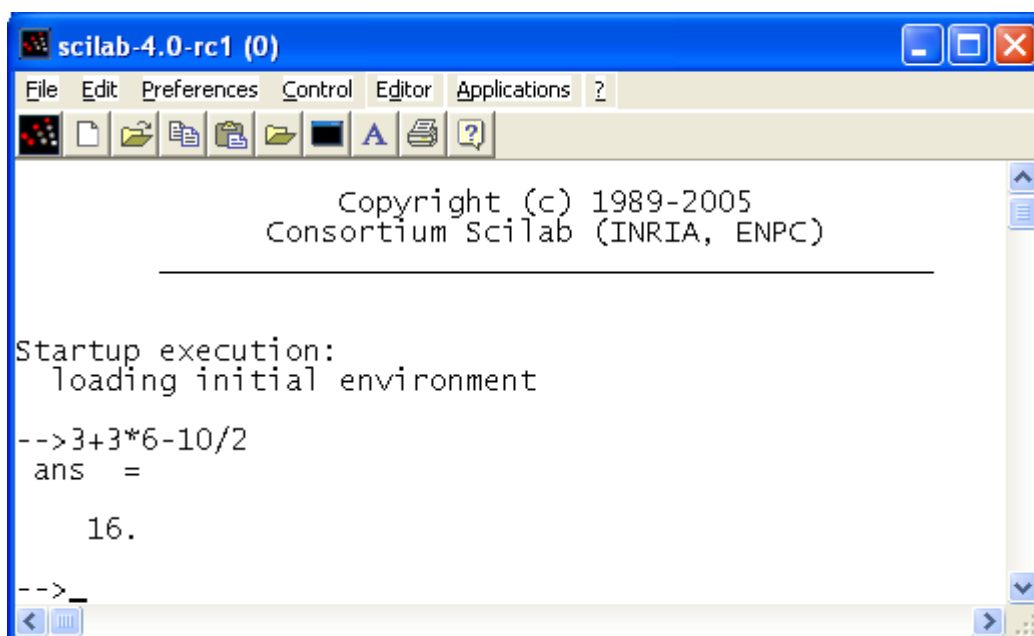 scilab-4.0-rc1 (0)
File Edit Preferences Control Editor Applications ?
A ?
Copyright (c) 1989-2005
Consortium Scilab (INRIA, ENPC)
Startup execution:
loading initial environment
-->3+3*6-10/2
ans =
16.
-->_